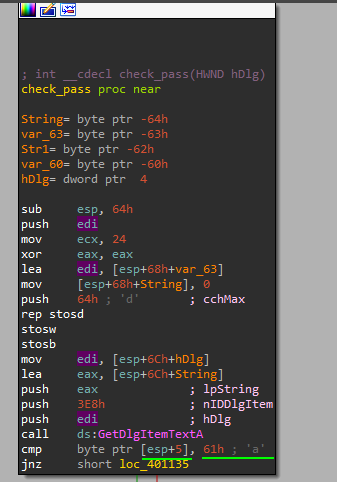 ; int __cdecl check_pass(HWND hDlg)
check_pass proc near
String= byte ptr -64h
var_63= byte ptr -63h
Str1= byte ptr -62h
var_60= byte ptr -60h
hDlg= dword ptr  4
sub     esp, 64h
push    edi
mov     ecx, 24
xor     eax, eax
lea     edi, [esp+68h+var_63]
mov     [esp+68h+String], 0
push    64h ; 'd'       ; cchMax
rep stosd
stosw
stosb
mov     edi, [esp+6Ch+hDlg]
lea     eax, [esp+6Ch+String]
push    eax             ; lpString
push    3E8h            ; nIDDlgItem
push    edi             ; hDlg
call    ds:GetDlgItemTextA
cmp     byte ptr [esp+5], 61h ; 'a'
jnz     short loc_401135